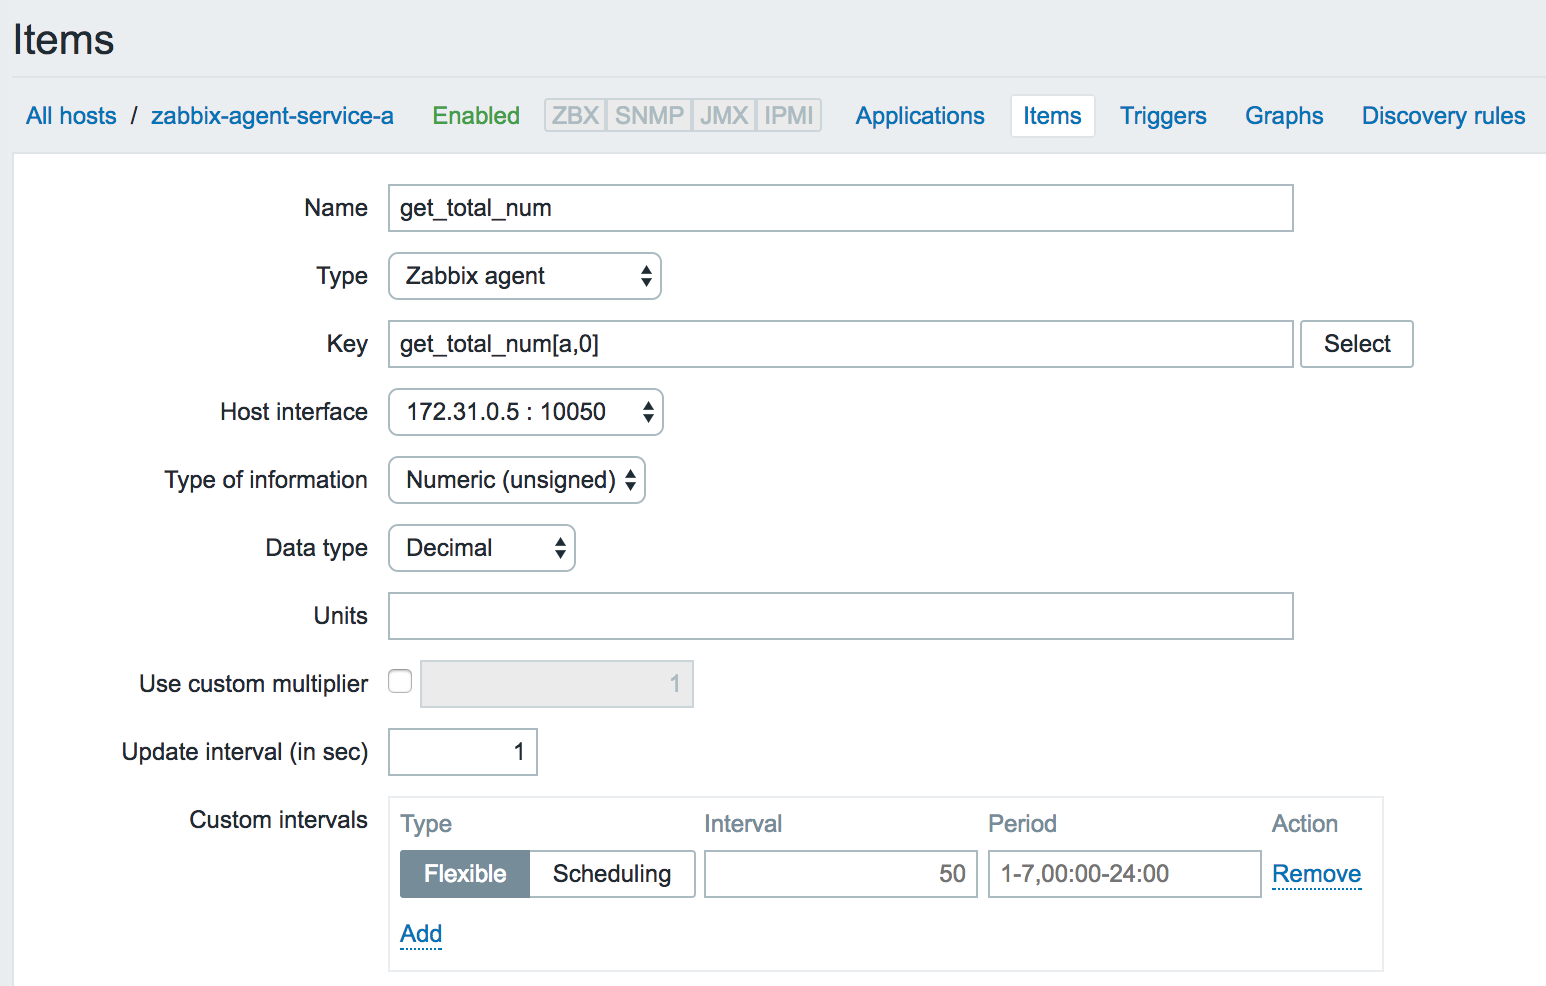 Items
All hosts / zabbix-agent-service-a Enabled ZBX SNMP JMX IPMI Applications Items Triggers Graphs Discovery rules
Name get_total_num
Type Zabbix agent
Key get_total_num[a,0] Select
Host interface 172.31.0.5 : 10050
Type of information Numeric (unsigned)
Data type Decimal
Units
Use custom multiplier 1
Update interval (in sec) 1
Custom intervals Type Interval Period Action
Flexible Scheduling 50 1-7,00:00-24:00 Remove
Add